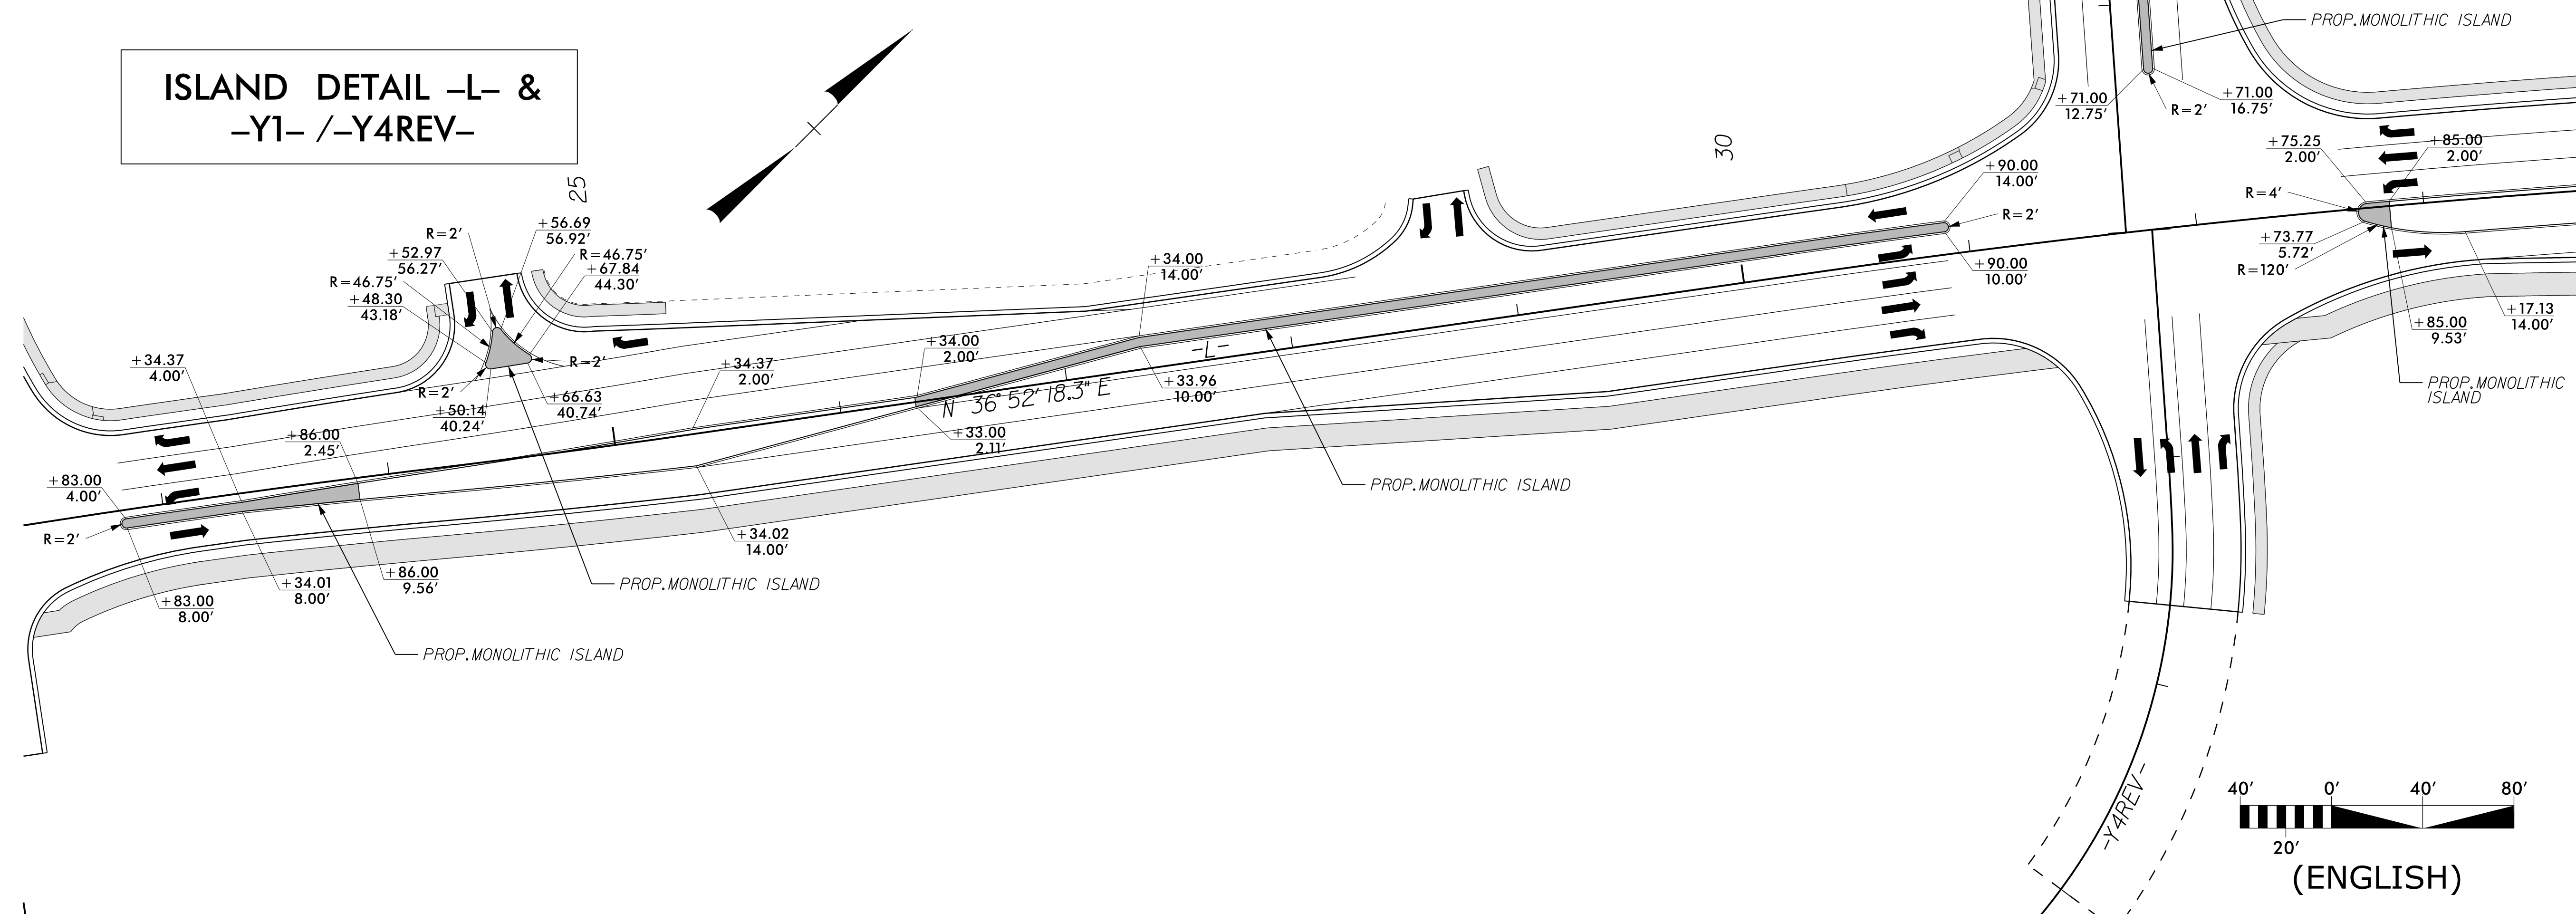 ISLAND DETAIL –L– &
–Y1– /–Y4REV–
PROP.MONOLITHIC ISLAND
+71.00
12.75'
+71.00
16.75'
R=2'
+75.25
2.00'
+85.00
2.00'
R=4'
+73.77
5.72'
R=120'
+17.13
14.00'
+85.00
9.53'
PROP.MONOLITHIC
ISLAND
30
25
+90.00
14.00'
R=2'
+90.00
10.00'
+56.69
56.92'
R=2'
+52.97
56.27'
R=46.75'
R=46.75'
+67.84
44.30'
+48.30
43.18'
R=2'
R=2'
+50.14
40.24'
+66.63
40.74'
+34.00
14.00'
+34.00
2.00'
+34.37
2.00'
+34.37
4.00'
–L–
N 36° 52' 18.3" E
+33.96
10.00'
+33.00
2.11'
+86.00
2.45'
+83.00
4.00'
R=2'
PROP.MONOLITHIC ISLAND
+34.02
14.00'
+86.00
9.56'
+34.01
8.00'
+83.00
8.00'
PROP.MONOLITHIC ISLAND
PROP.MONOLITHIC ISLAND
–Y4REV–
40' 0' 40' 80'
20'
(ENGLISH)